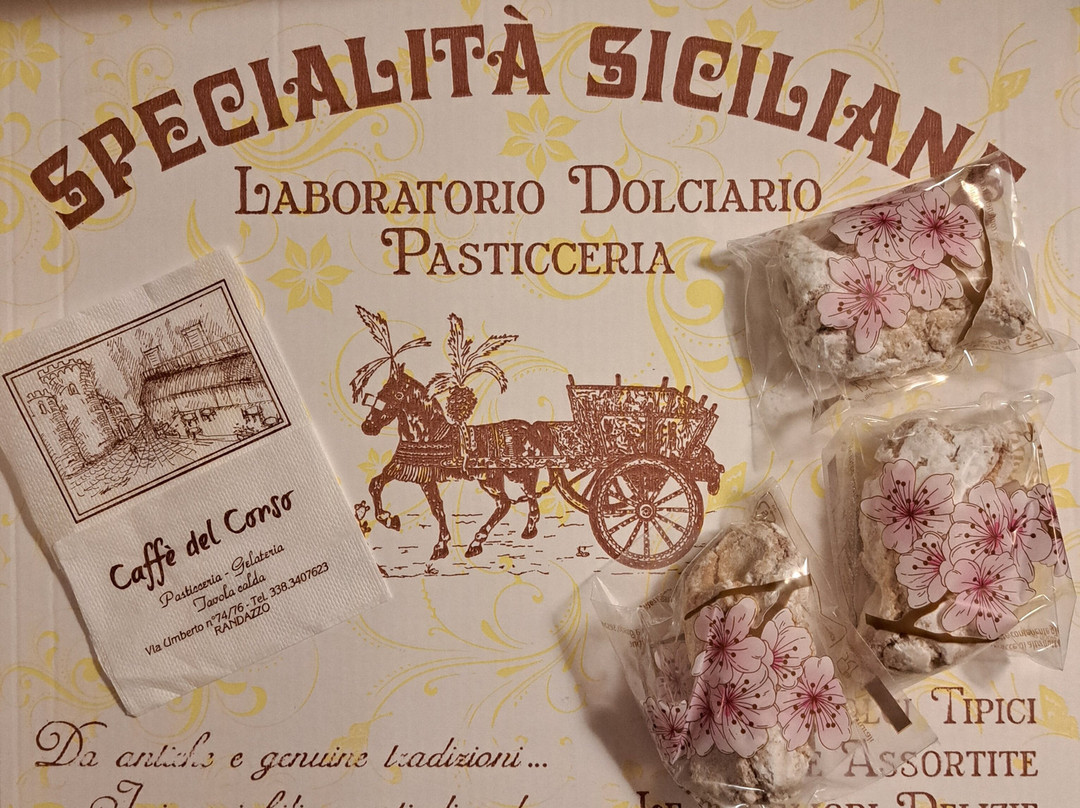 SPECIALITÀ SICILIANE
LABORATORIO DOLCIARIO
PASTICCERIA
Caffè del Corso
Pasticceria - Gelateria
Tavola calda
Via Umberto n°74/76 - Tel. 338.3407623
RANDAZZO
Da antiche e genuine tradizioni...
TIPICI
ASSORTITE